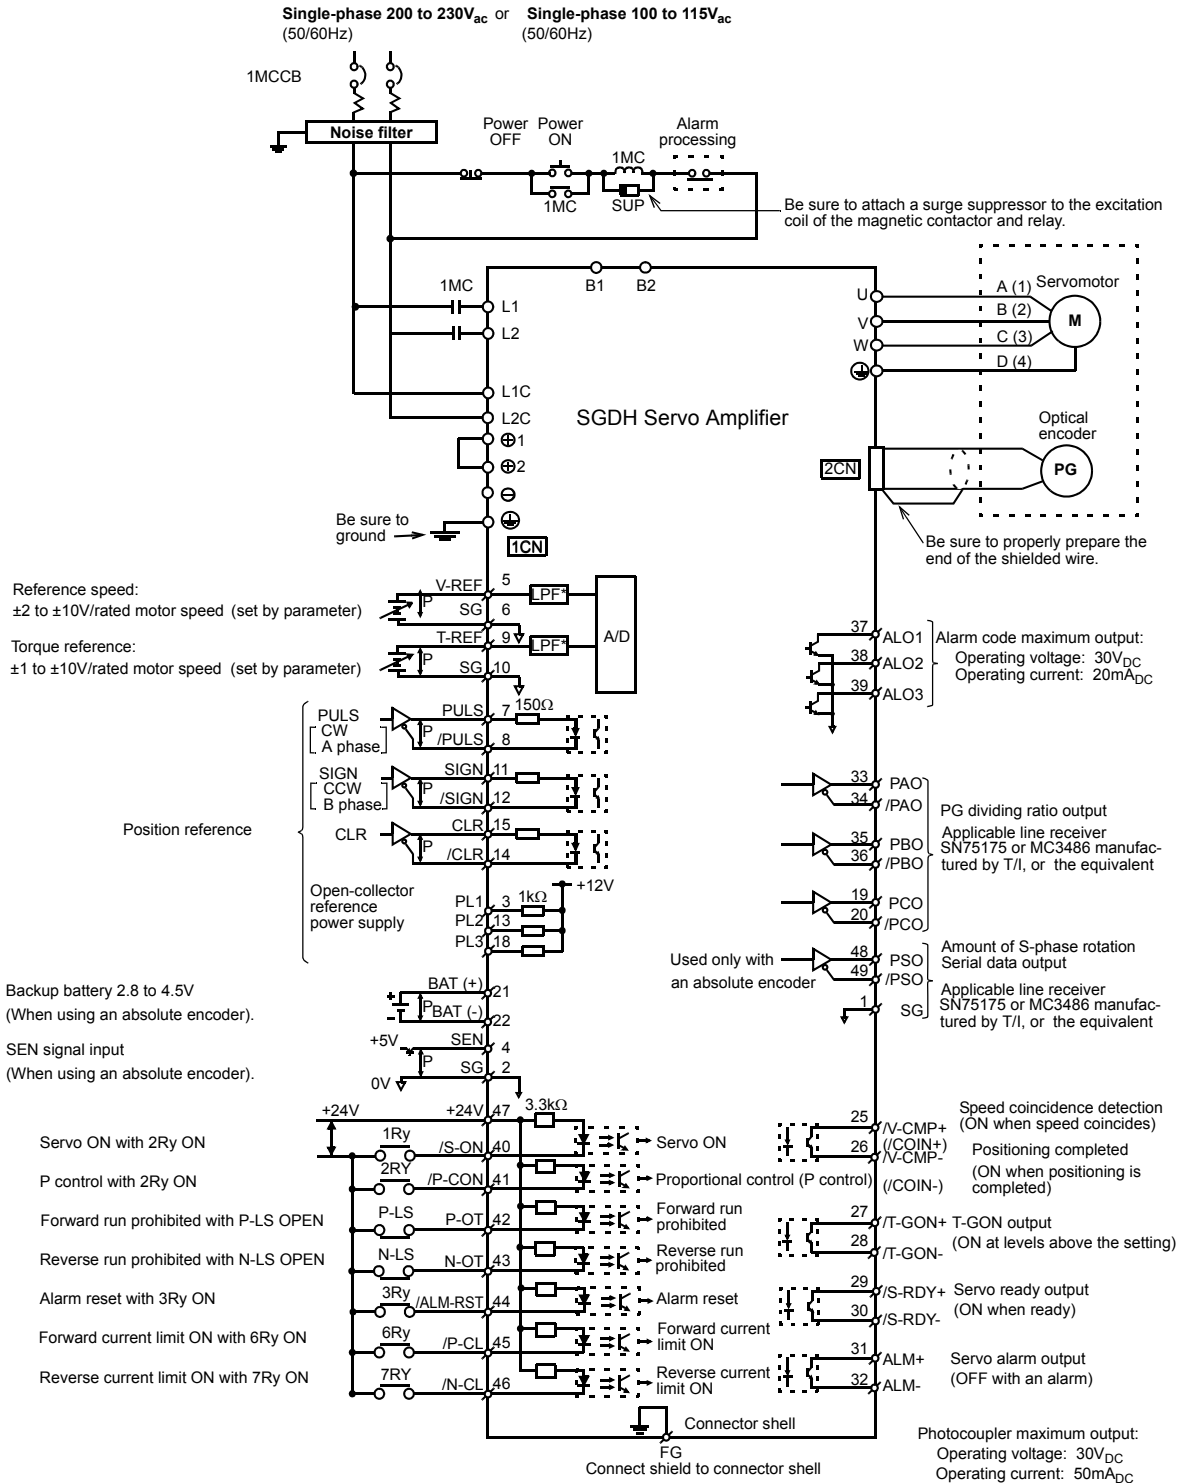 Single-phase 200 to 230Vac or Single-phase 100 to 115Vac
(50/60Hz) (50/60Hz)
1MCCB
Noise filter
Power OFF
Power ON
Alarm processing
1MC
1MC
SUP
Be sure to attach a surge suppressor to the excitation
coil of the magnetic contactor and relay.
B1 B2
1MC
L1
L2
L1C
L2C
⊕1
⊕2
⊖
SGDH Servo Amplifier
U
V
W
A (1)
B (2)
C (3)
D (4)
Servomotor
M
Optical
encoder
PG
2CN
Be sure to properly prepare the
end of the shielded wire.
Be sure to
ground
1CN
Reference speed:
±2 to ±10V/rated motor speed (set by parameter)
V-REF 5
P
SG 6
LPF*
A/D
Torque reference:
±1 to ±10V/rated motor speed (set by parameter)
T-REF 9
P
SG 10
LPF*
Position reference
PULS
CW
A phase
P
PULS 7 150Ω
/PULS 8
SIGN
CCW
B phase
P
SIGN 11
/SIGN 12
CLR
P
CLR 15
/CLR 14
Open-collector
reference
power supply
+12V
PL1 3 1kΩ
PL2 13
PL3 18
Backup battery 2.8 to 4.5V
(When using an absolute encoder).
+
-
P
BAT (+) 21
BAT (-) 22
SEN signal input
(When using an absolute encoder).
+5V
P
0V
SEN 4
SG 2
+24V
+24V 47 3.3kΩ
Servo ON with 2Ry ON
1Ry
/S-ON 40
Servo ON
P control with 2Ry ON
2RY
/P-CON 41
Proportional control (P control)
Forward run prohibited with P-LS OPEN
P-LS
P-OT 42
Forward run
prohibited
Reverse run prohibited with N-LS OPEN
N-LS
N-OT 43
Reverse run
prohibited
Alarm reset with 3Ry ON
3Ry
/ALM-RST 44
Alarm reset
Forward current limit ON with 6Ry ON
6Ry
/P-CL 45
Forward current
limit ON
Reverse current limit ON with 7Ry ON
7RY
/N-CL 46
Reverse current
limit ON
37 ALO1
38 ALO2
39 ALO3
Alarm code maximum output:
Operating voltage: 30VDC
Operating current: 20mADC
33 PAO
34 /PAO
35 PBO
36 /PBO
19 PCO
20 /PCO
PG dividing ratio output
Applicable line receiver
SN75175 or MC3486 manufac-
tured by T/I, or the equivalent
Used only with
an absolute encoder
48 PSO
49 /PSO
1 SG
Amount of S-phase rotation
Serial data output
Applicable line receiver
SN75175 or MC3486 manufac-
tured by T/I, or the equivalent
25 /V-CMP+
(/COIN+)
26 /V-CMP-
(/COIN-)
Speed coincidence detection
(ON when speed coincides)
Positioning completed
(ON when positioning is
completed)
27 /T-GON+
28 /T-GON-
T-GON output
(ON at levels above the setting)
29 /S-RDY+
30 /S-RDY-
Servo ready output
(ON when ready)
31 ALM+
32 ALM-
Servo alarm output
(OFF with an alarm)
Connector shell
FG
Connect shield to connector shell
Photocoupler maximum output:
Operating voltage: 30VDC
Operating current: 50mADC